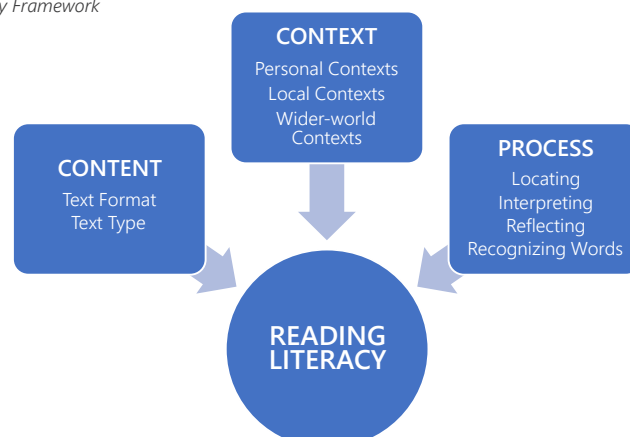 Framework
CONTEXT
Personal Contexts
Local Contexts
Wider-world
Contexts
CONTENT
Text Format
Text Type
PROCESS
Locating
Interpreting
Reflecting
Recognizing Words
READING
LITERACY